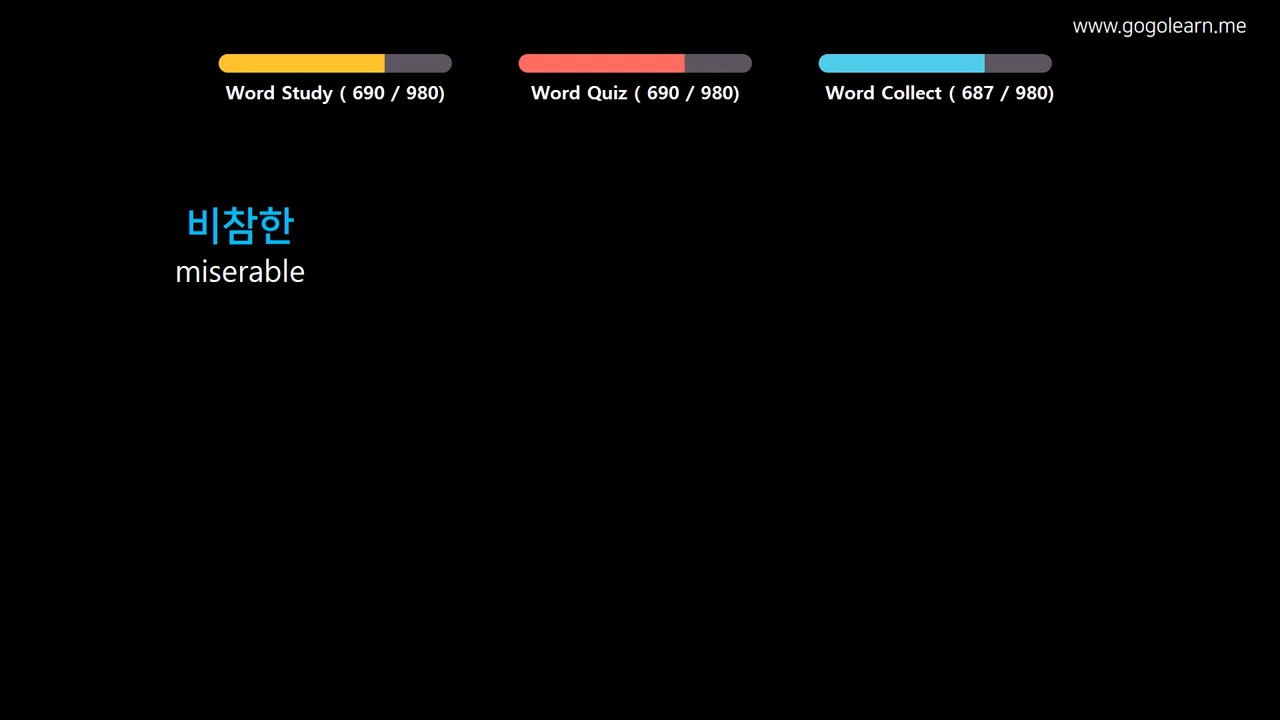 www.gogolearn.me
Word Study ( 690 / 980)
Word Quiz ( 690 / 980)
Word Collect ( 687 / 980)
비참한
miserable